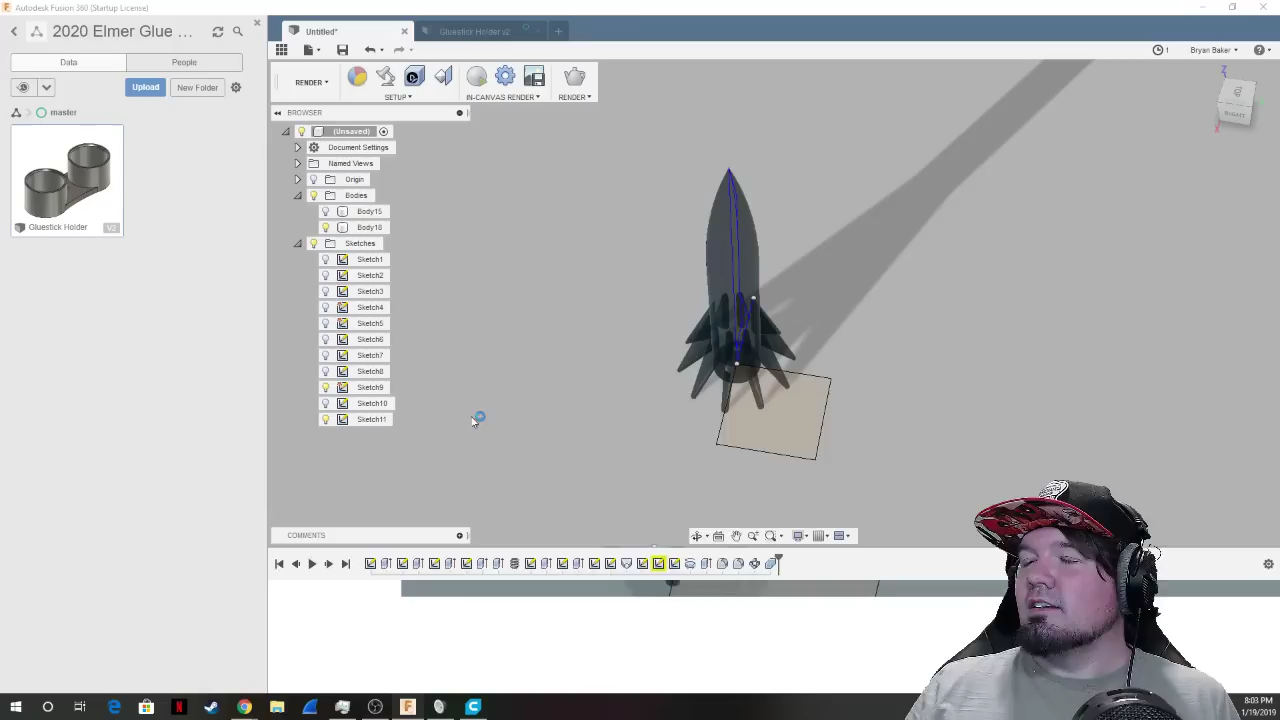 Autodesk Fusion 360 (Startup License)
2020 Elmer Glue ...
Data
People
Upload
New Folder
master
Gluestick Holder
V2
Untitled*
Gluestick Holder v2
1
Bryan Baker
RENDER
SETUP
IN-CANVAS RENDER
RENDER
BROWSER
(Unsaved)
Document Settings
Named Views
Origin
Bodies
Body15
Body18
Sketches
Sketch1
Sketch2
Sketch3
Sketch4
Sketch5
Sketch6
Sketch7
Sketch8
Sketch9
Sketch10
Sketch11
Z
X
COMMENTS
8:03 PM
1/19/2019